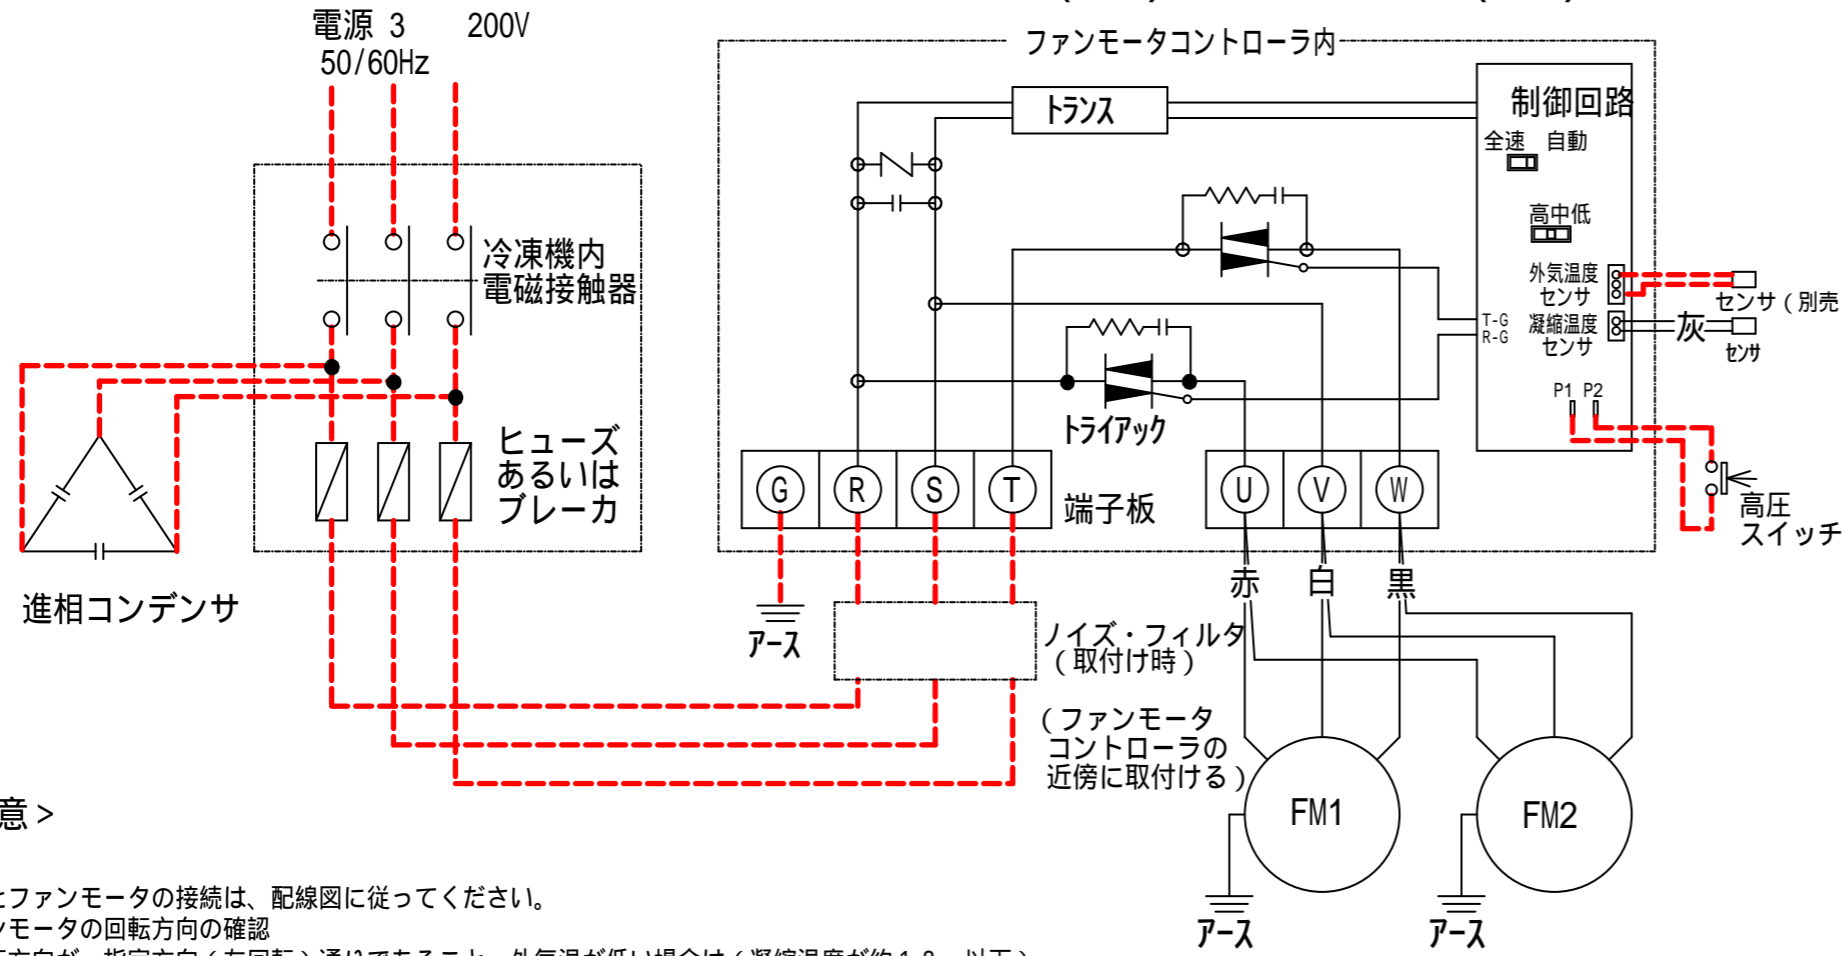 電源 3 200V
50/60Hz
ファンモータコントローラ内
トランス
制御回路
全速 自動
高中低
外気温度
センサ
センサ（別売
T-G
R-G
凝縮温度
センサ
灰
センサ
P1 P2
高圧
スイッチ
冷凍機内
電磁接触器
トライアック
ヒューズ
あるいは
ブレーカ
G R S T
端子板
U V W
赤 白 黒
進相コンデンサ
アース
ノイズ・フィルタ
（取付け時）
（ファンモータ
コントローラの
近傍に取付ける）
FM1 FM2
アース アース
意>
とファンモータの接続は、配線図に従ってください。
ンモータの回転方向の確認